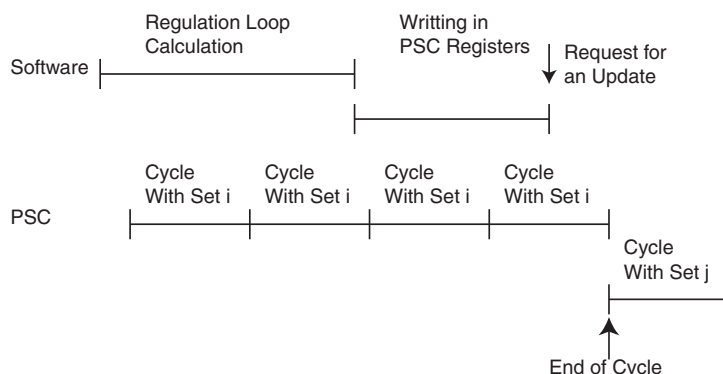 Regulation Loop
Calculation
Writting in
PSC Registers
Request for
an Update
Software
Cycle
With Set i
Cycle
With Set i
Cycle
With Set i
Cycle
With Set i
PSC
Cycle
With Set j
End of Cycle